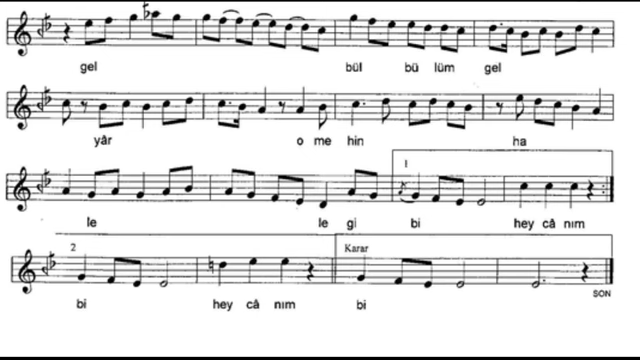 gel bül bü lüm gel
yâr o me hin ha
1
le le gi bi hey câ nım
2 Karar
SON
bi hey câ nım bi